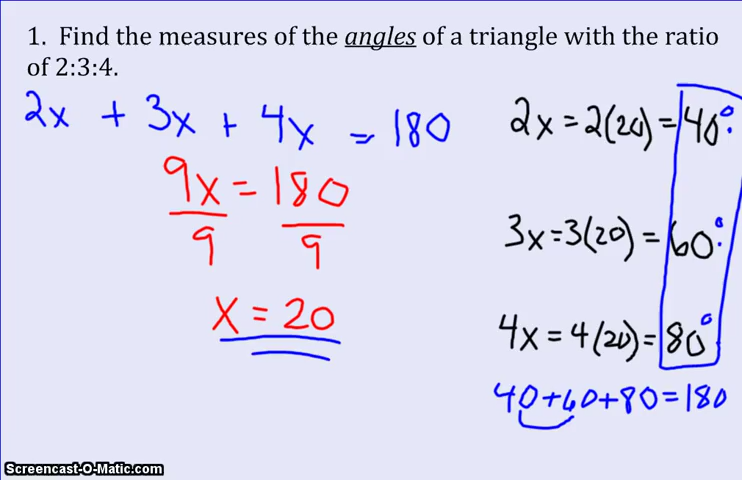 1. Find the measures of the angles of a triangle with the ratio
of 2:3:4.
2x + 3x + 4x = 180
9x = 180
9 9
x = 20
2x = 2(20) = 40°
3x = 3(20) = 60°
4x = 4(20) = 80°
40+60+80=180
Screencast-O-Matic.com